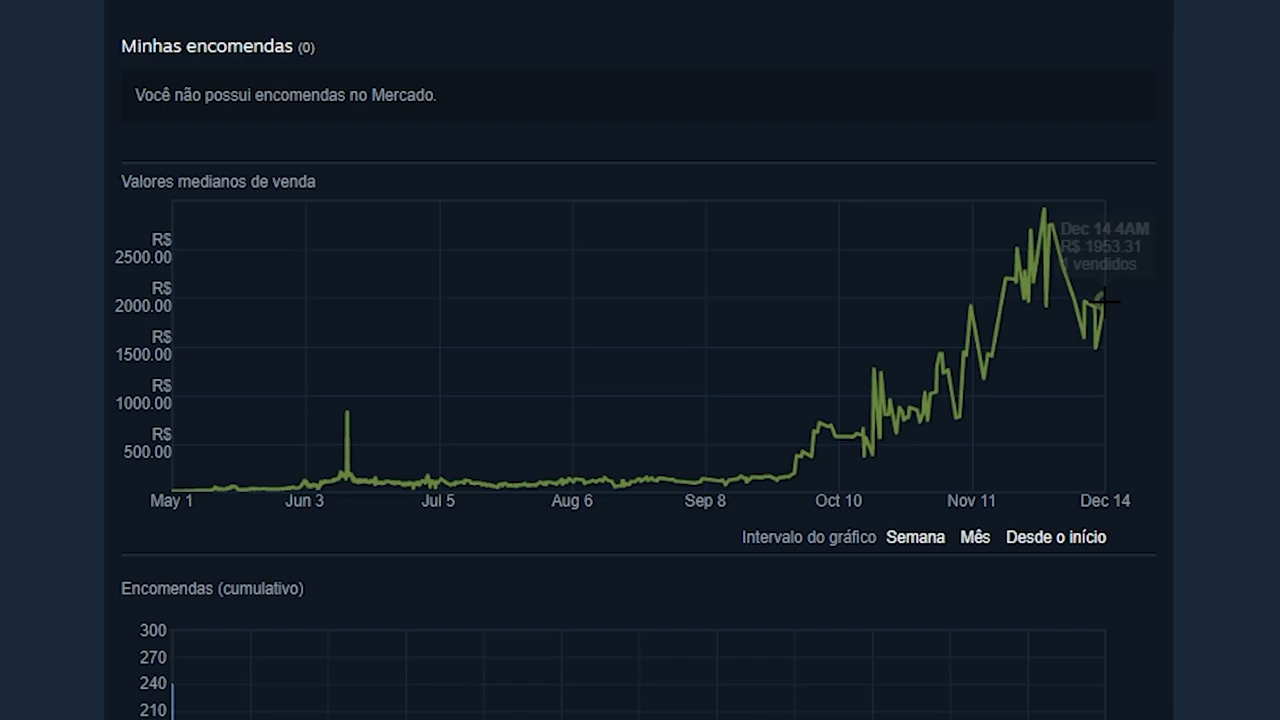 Minhas encomendas (0)
Você não possui encomendas no Mercado.
Valores medianos de venda
Dec 14 4AM
R$ 1953.31
vendidos
R$
2500.00
R$
2000.00
R$
1500.00
R$
1000.00
R$
500.00
May 1 Jun 3 Jul 5 Aug 6 Sep 8 Oct 10 Nov 11 Dec 14
Intervalo do gráfico Semana Mês Desde o início
Encomendas (cumulativo)
300
270
240
210